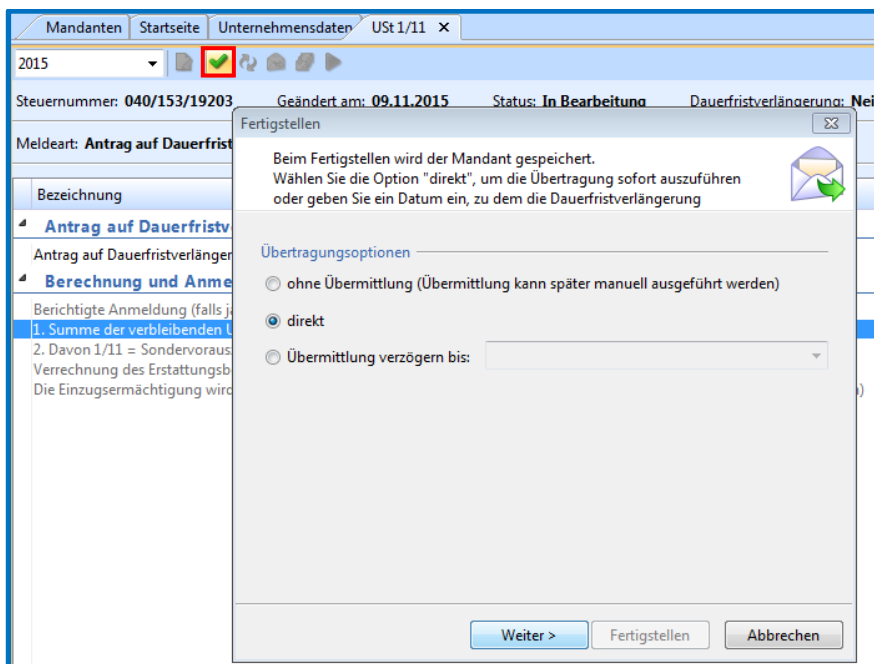 Mandanten Startseite Unternehmensdaten USt 1/11
2015
Steuernummer: 040/153/19203 Geändert am: 09.11.2015 Status: In Bearbeitung Dauerfristverlängerung: Nei
Meldeart: Antrag auf Dauerfrist
Bezeichnung
Antrag auf Dauerfristv
Antrag auf Dauerfristverlänger
Berechnung und Anme
Berichtigte Anmeldung (falls ja
1. Summe der verbleibenden U
2. Davon 1/11 = Sondervoraus
Verrechnung des Erstattungsb
Die Einzugsermächtigung wird
)
Fertigstellen
Beim Fertigstellen wird der Mandant gespeichert.
Wählen Sie die Option "direkt", um die Übertragung sofort auszuführen
oder geben Sie ein Datum ein, zu dem die Dauerfristverlängerung
Übertragungsoptionen
ohne Übermittlung (Übermittlung kann später manuell ausgeführt werden)
direkt
Übermittlung verzögern bis:
Weiter > Fertigstellen Abbrechen